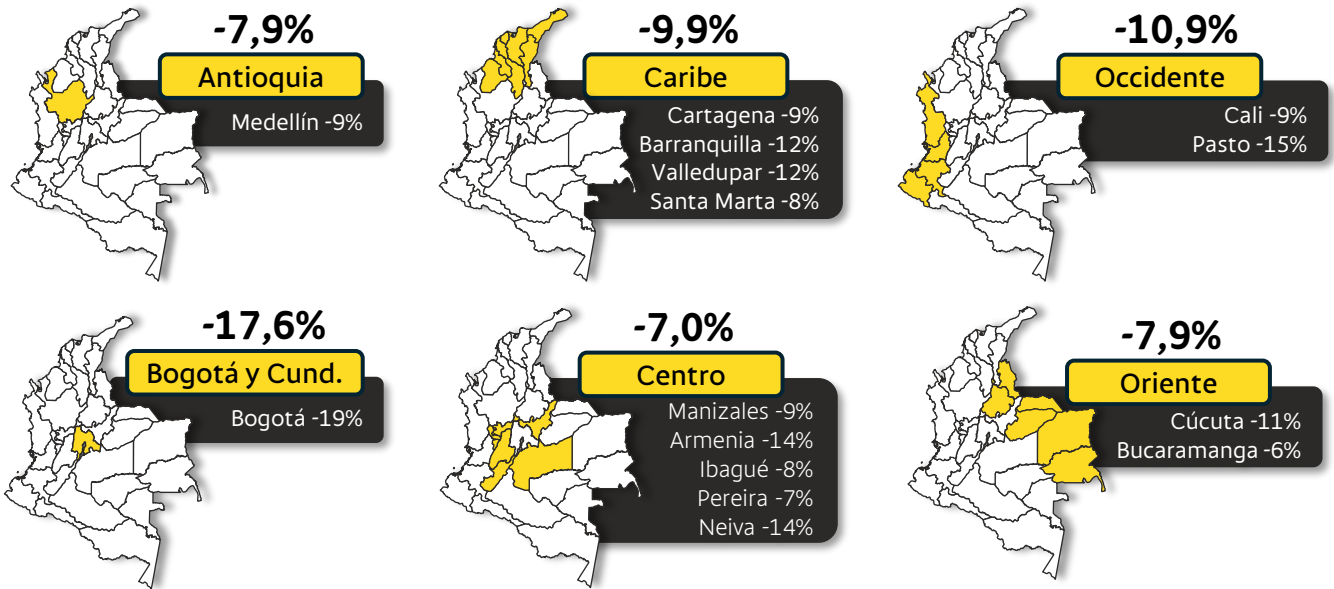 -7,9%
Antioquia
Medellín -9%
-9,9%
Caribe
Cartagena -9%
Barranquilla -12%
Valledupar -12%
Santa Marta -8%
-10,9%
Occidente
Cali -9%
Pasto -15%
-17,6%
Bogotá y Cund.
Bogotá -19%
-7,0%
Centro
Manizales -9%
Armenia -14%
Ibagué -8%
Pereira -7%
Neiva -14%
-7,9%
Oriente
Cúcuta -11%
Bucaramanga -6%